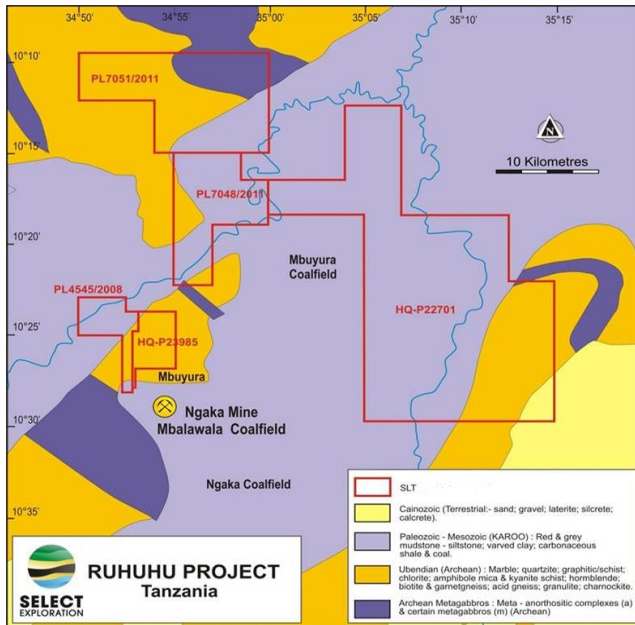 34°50' 34°55' 35°00' 35°05' 35°10' 35°15'
10°10'
PL7051/2011
10°15'
N
10 Kilometres
PL7048/2011
10°20'
Mbuyura
Coalfield
PL4545/2008
HQ-P22701
10°25'
HQ-P23985
Mbuyura
Ngaka Mine
Mbalawala Coalfield
10°30'
Ngaka Coalfield
10°35'
SLT
Cainozoic (Terrestrial:- sand; gravel; laterite; silcrete;
calcrete).
Paleozoic - Mesozoic (KAROO) : Red & grey
mudstone - siltstone; varved clay; carbonaceous
shale & coal.
Ubendian (Archean) : Marble; quartzite; graphitic/schist;
chlorite; amphibole mica & kyanite schist; hormblende;
biotite & garnetgneiss; acid gneiss; granulite; charnockite.
Archean Metagabbros : Meta - anorthositic complexes (a)
& certain metagabbros (m) (Archean)
RUHUHU PROJECT
Tanzania
SELECT
EXPLORATION